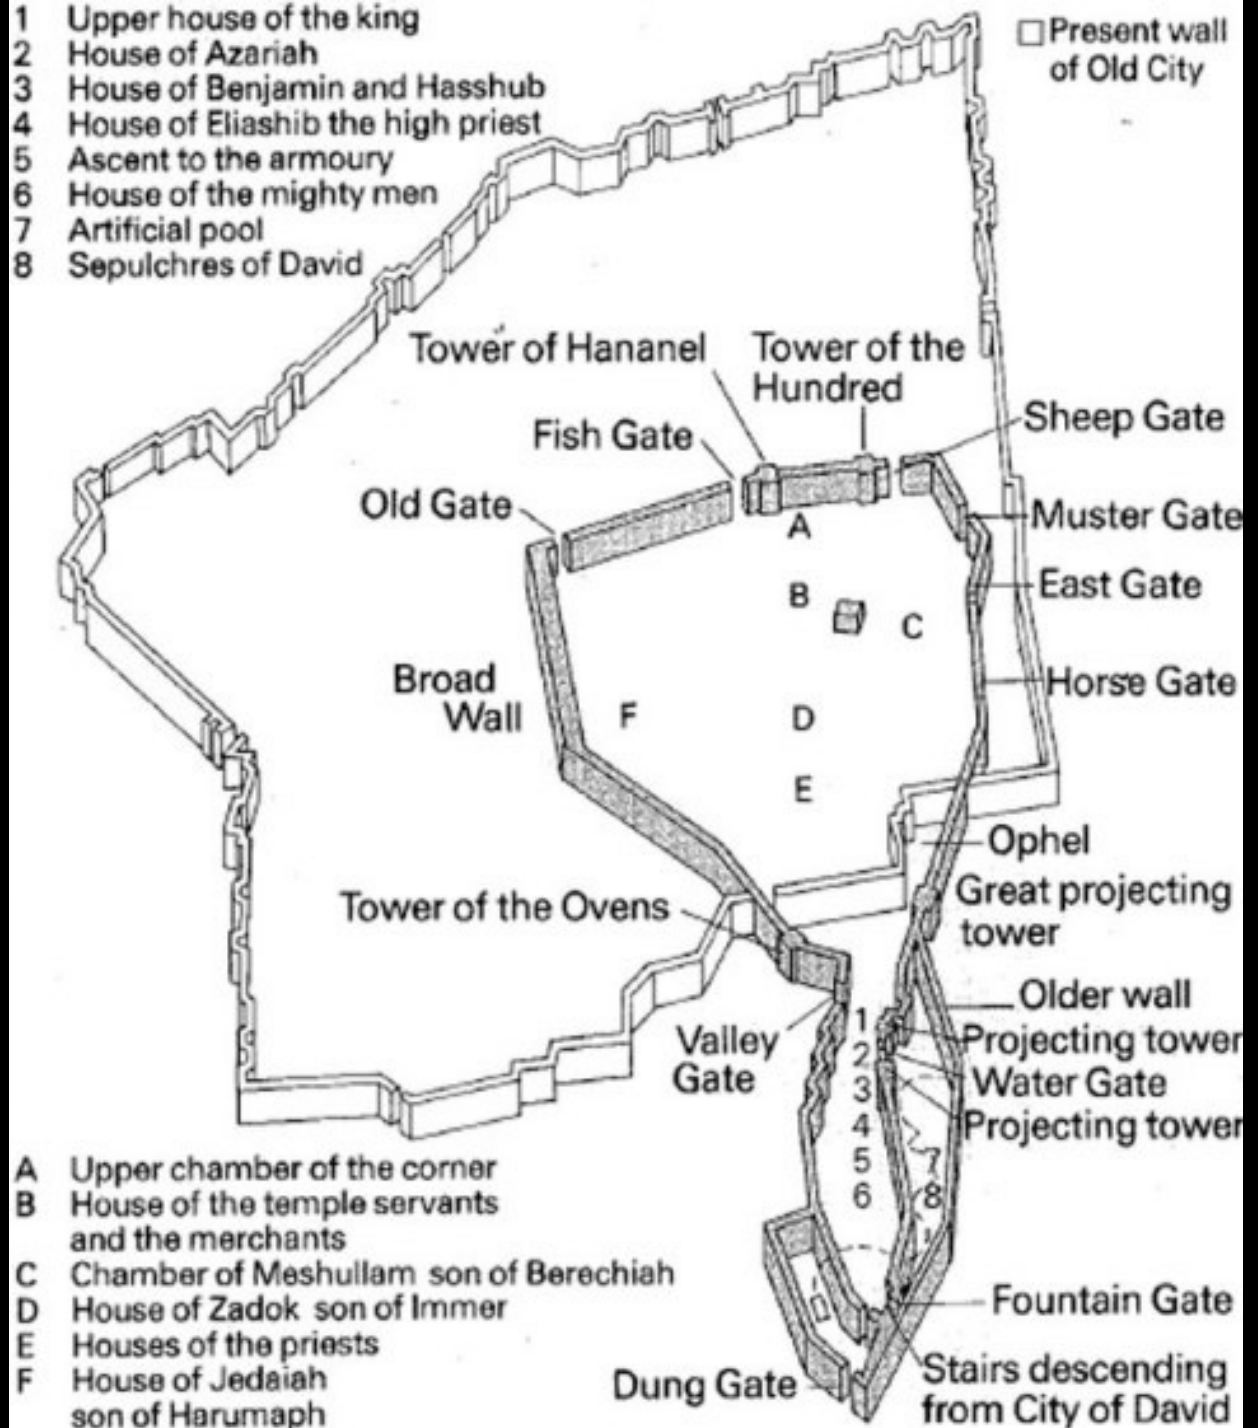 1 Upper house of the king
2 House of Azariah
3 House of Benjamin and Hasshub
4 House of Eliashib the high priest
5 Ascent to the armoury
6 House of the mighty men
7 Artificial pool
8 Sepulchres of David
Present wall
of Old City
Tower of Hananel
Tower of the
Hundred
Fish Gate
Sheep Gate
Old Gate
Muster Gate
A
East Gate
B
C
Horse Gate
Broad
Wall
F
D
E
Ophel
Tower of the Ovens
Great projecting
tower
Older wall
Valley
Gate
1
Projecting tower
2
Water Gate
3
Projecting tower
4
5
7
6
8
Fountain Gate
Dung Gate
Stairs descending
from City of David
A Upper chamber of the corner
B House of the temple servants
and the merchants
C Chamber of Meshullam son of Berechiah
D House of Zadok son of Immer
E Houses of the priests
F House of Jedaiah
son of Harumaph